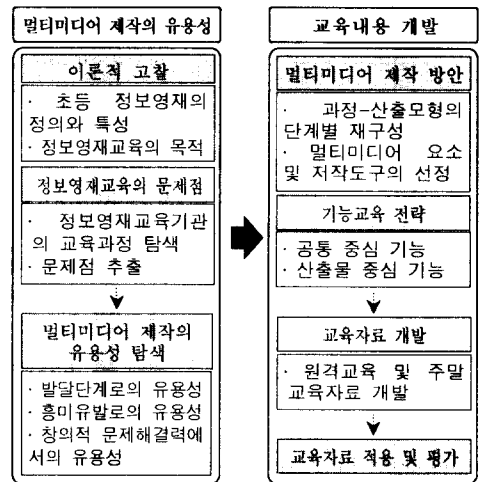 멀티미디어 제작의 유용성
이론적 고찰
· 초등 정보영재의
정의와 특성
· 정보영재교육의 목적
정보영재교육의 문제점
· 정보영재교육기관
의 교육과정 탐색
· 문제점 추출
멀티미디어 제작의
유용성 탐색
· 발달단계로의 유용성
· 흥미유발로의 유용성
· 창의적 문제해결력에
서의 유용성
교육내용 개발
멀티미디어 제작 방안
· 과정-산출모형의
단계별 재구성
· 멀티미디어 요소
및 저작도구의 선정
기능교육 전략
· 공통 중심 기능
· 산출물 중심 기능
교육자료 개발
· 원격교육 및 주말
교육자료 개발
교육자료 적용 및 평가